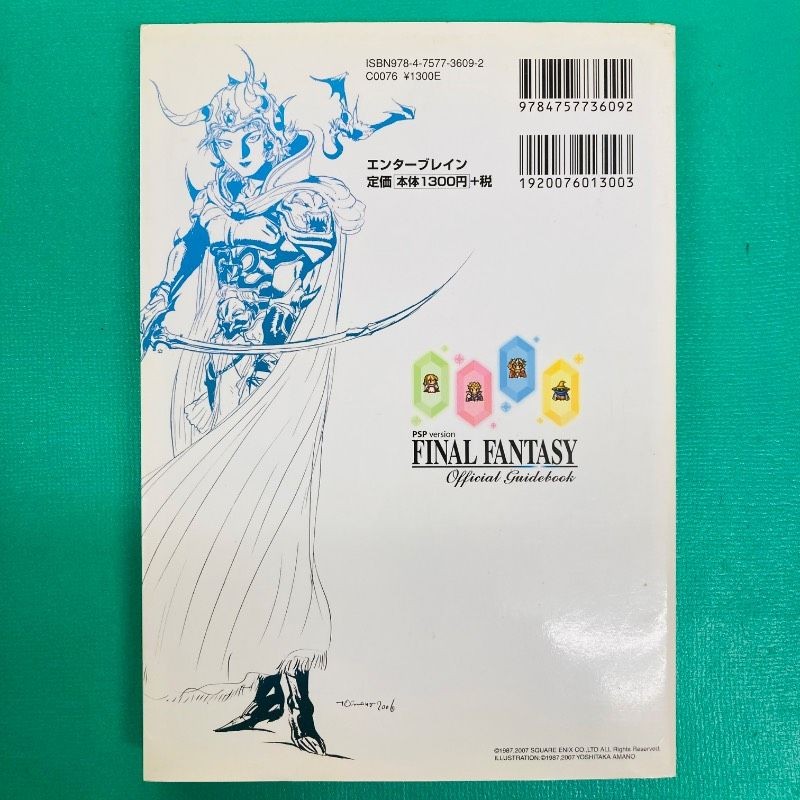 ISBN978-4-7577-3609-2
C0076 ¥1300E
9784757736092
エンターブレイン
定価 本体1300円+税
1920076013003
PSP version
FINAL FANTASY
Official Guidebook
2006
©1987,2007 SQUARE ENIX CO.,LTD ALL Rights Reserved.
ILLUSTRATION:©1987,2007 YOSHITAKA AMANO